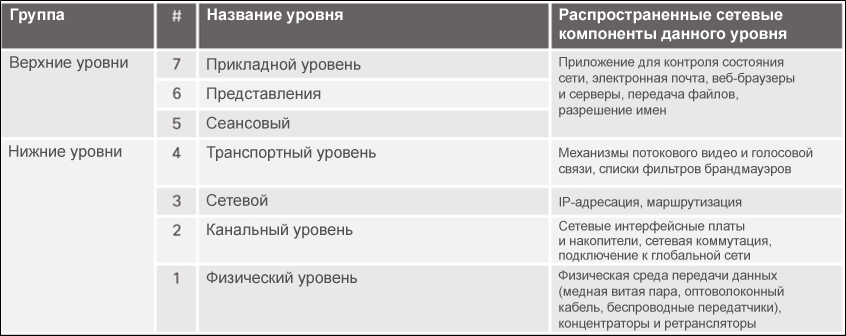 Группа # Название уровня Распространенные сетевые
компоненты данного уровня
Верхние уровни 7 Прикладной уровень Приложение для контроля состояния
сети, электронная почта, веб-браузеры
и серверы, передача файлов,
разрешение имен
6 Представления
5 Сеансовый
Нижние уровни 4 Транспортный уровень Механизмы потокового видео и голосовой
связи, списки фильтров брандмауэров
3 Сетевой IP-адресация, маршрутизация
2 Канальный уровень Сетевые интерфейсные платы
и накопители, сетевая коммутация,
подключение к глобальной сети
1 Физический уровень Физическая среда передачи данных
(медная витая пара, оптоволоконный
кабель, беспроводные передатчики),
концентраторы и ретрансляторы